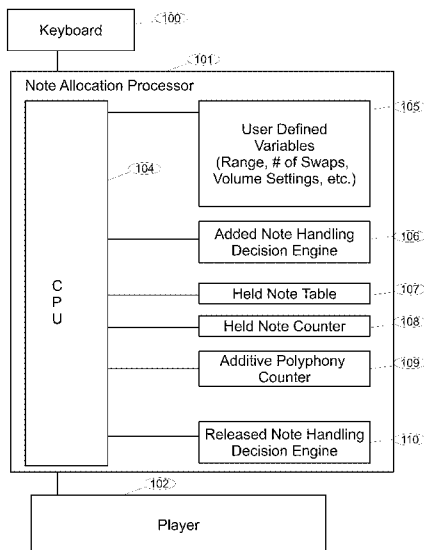 Keyboard
100
101
Note Allocation Processor
105
User Defined
Variables
(Range, # of Swaps,
Volume Settings, etc.)
104
Added Note Handling
Decision Engine
106
C
P
U
Held Note Table
107
Held Note Counter
108
Additive Polyphony
Counter
109
Released Note Handling
Decision Engine
110
102
Player